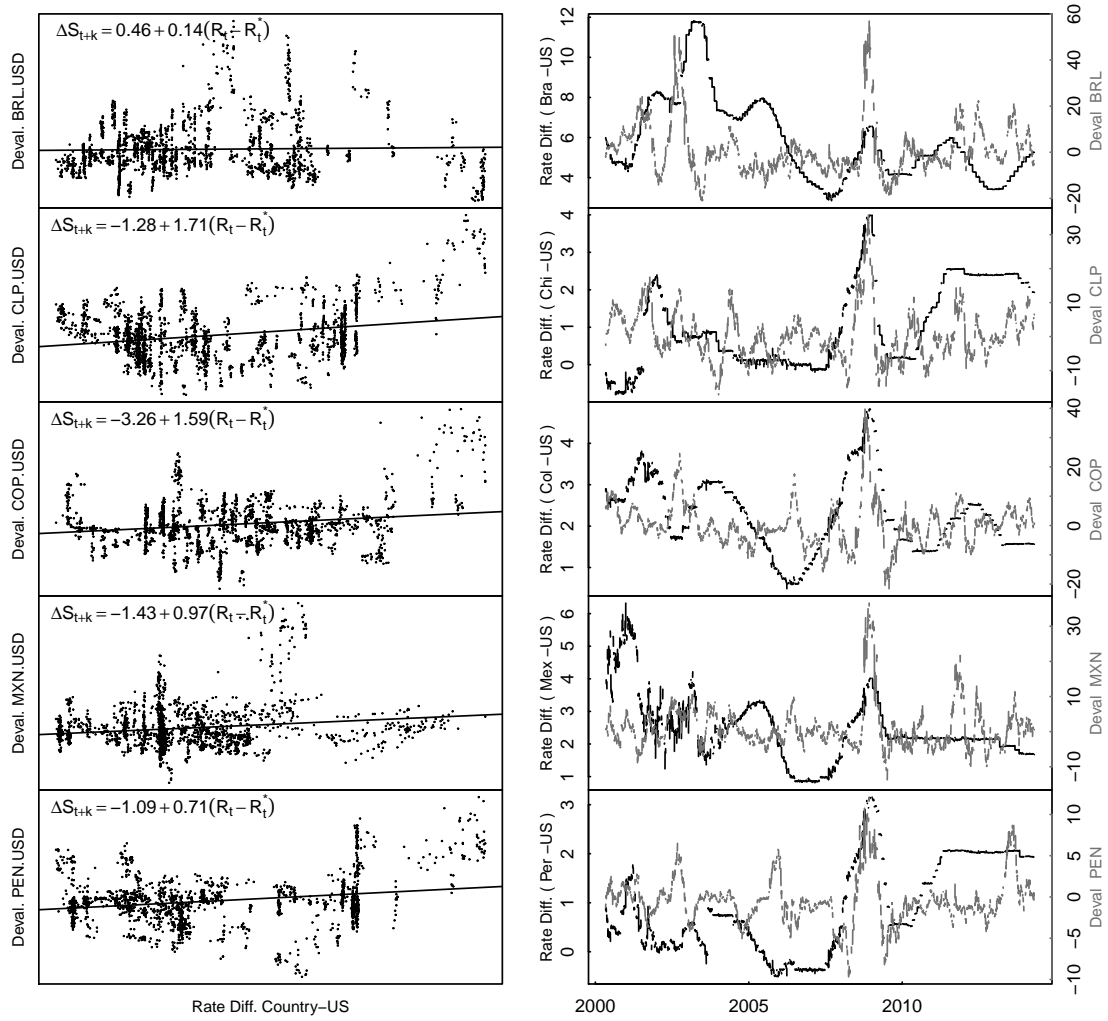 ΔS_{t+k} = 0.46 + 0.14(R_t − R_t^*)
Deval. BRL.USD
ΔS_{t+k} = −1.28 + 1.71(R_t − R_t^*)
Deval. CLP.USD
ΔS_{t+k} = −3.26 + 1.59(R_t − R_t^*)
Deval. COP.USD
ΔS_{t+k} = −1.43 + 0.97(R_t − R_t^*)
Deval. MXN.USD
ΔS_{t+k} = −1.09 + 0.71(R_t − R_t^*)
Deval. PEN.USD
Rate Diff. Country−US
Rate Diff. ( Bra −US )
4 6 8 10 12
−20 0 20 40 60
Deval BRL
Rate Diff. ( Chi −US )
0 1 2 3 4
−10 0 10 20 30
Deval CLP
Rate Diff. ( Col −US )
1 2 3 4
−20 0 20 40
Deval COP
Rate Diff. ( Mex −US )
1 2 3 4 5 6
−10 0 10 30
Deval MXN
Rate Diff. ( Per −US )
0 1 2 3
−10 −5 0 5 10
Deval PEN
2000 2005 2010